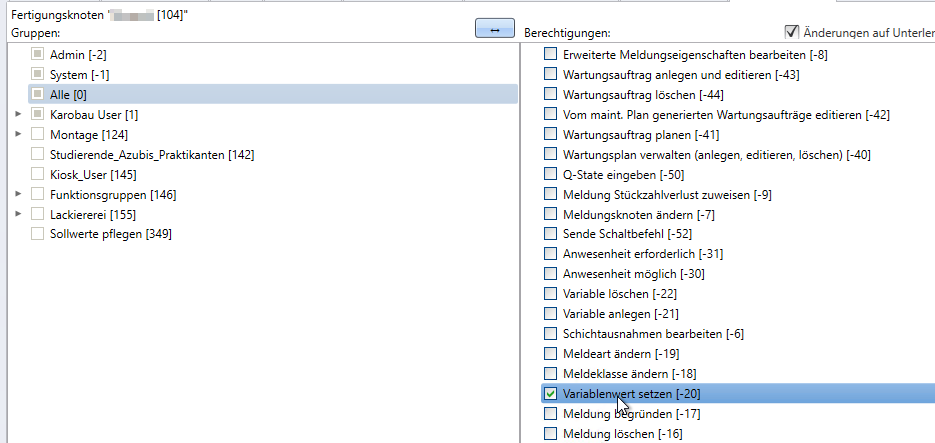 Fertigungsknoten " [104]"
Gruppen:
Admin [-2]
System [-1]
Alle [0]
Karobau User [1]
Montage [124]
Studierende_Azubis_Praktikanten [142]
Kiosk_User [145]
Funktionsgruppen [146]
Lackiererei [155]
Sollwerte pflegen [349]
Berechtigungen:
Änderungen auf Unterler
Erweiterte Meldungseigenschaften bearbeiten [-8]
Wartungsauftrag anlegen und editieren [-43]
Wartungsauftrag löschen [-44]
Vom maint. Plan generierten Wartungsaufträge editieren [-42]
Wartungsauftrag planen [-41]
Wartungsplan verwalten (anlegen, editieren, löschen) [-40]
Q-State eingeben [-50]
Meldung Stückzahlverlust zuweisen [-9]
Meldungsknoten ändern [-7]
Sende Schaltbefehl [-52]
Anwesenheit erforderlich [-31]
Anwesenheit möglich [-30]
Variable löschen [-22]
Variable anlegen [-21]
Schichtausnahmen bearbeiten [-6]
Meldeart ändern [-19]
Meldeklasse ändern [-18]
Variablenwert setzen [-20]
Meldung begründen [-17]
Meldung löschen [-16]